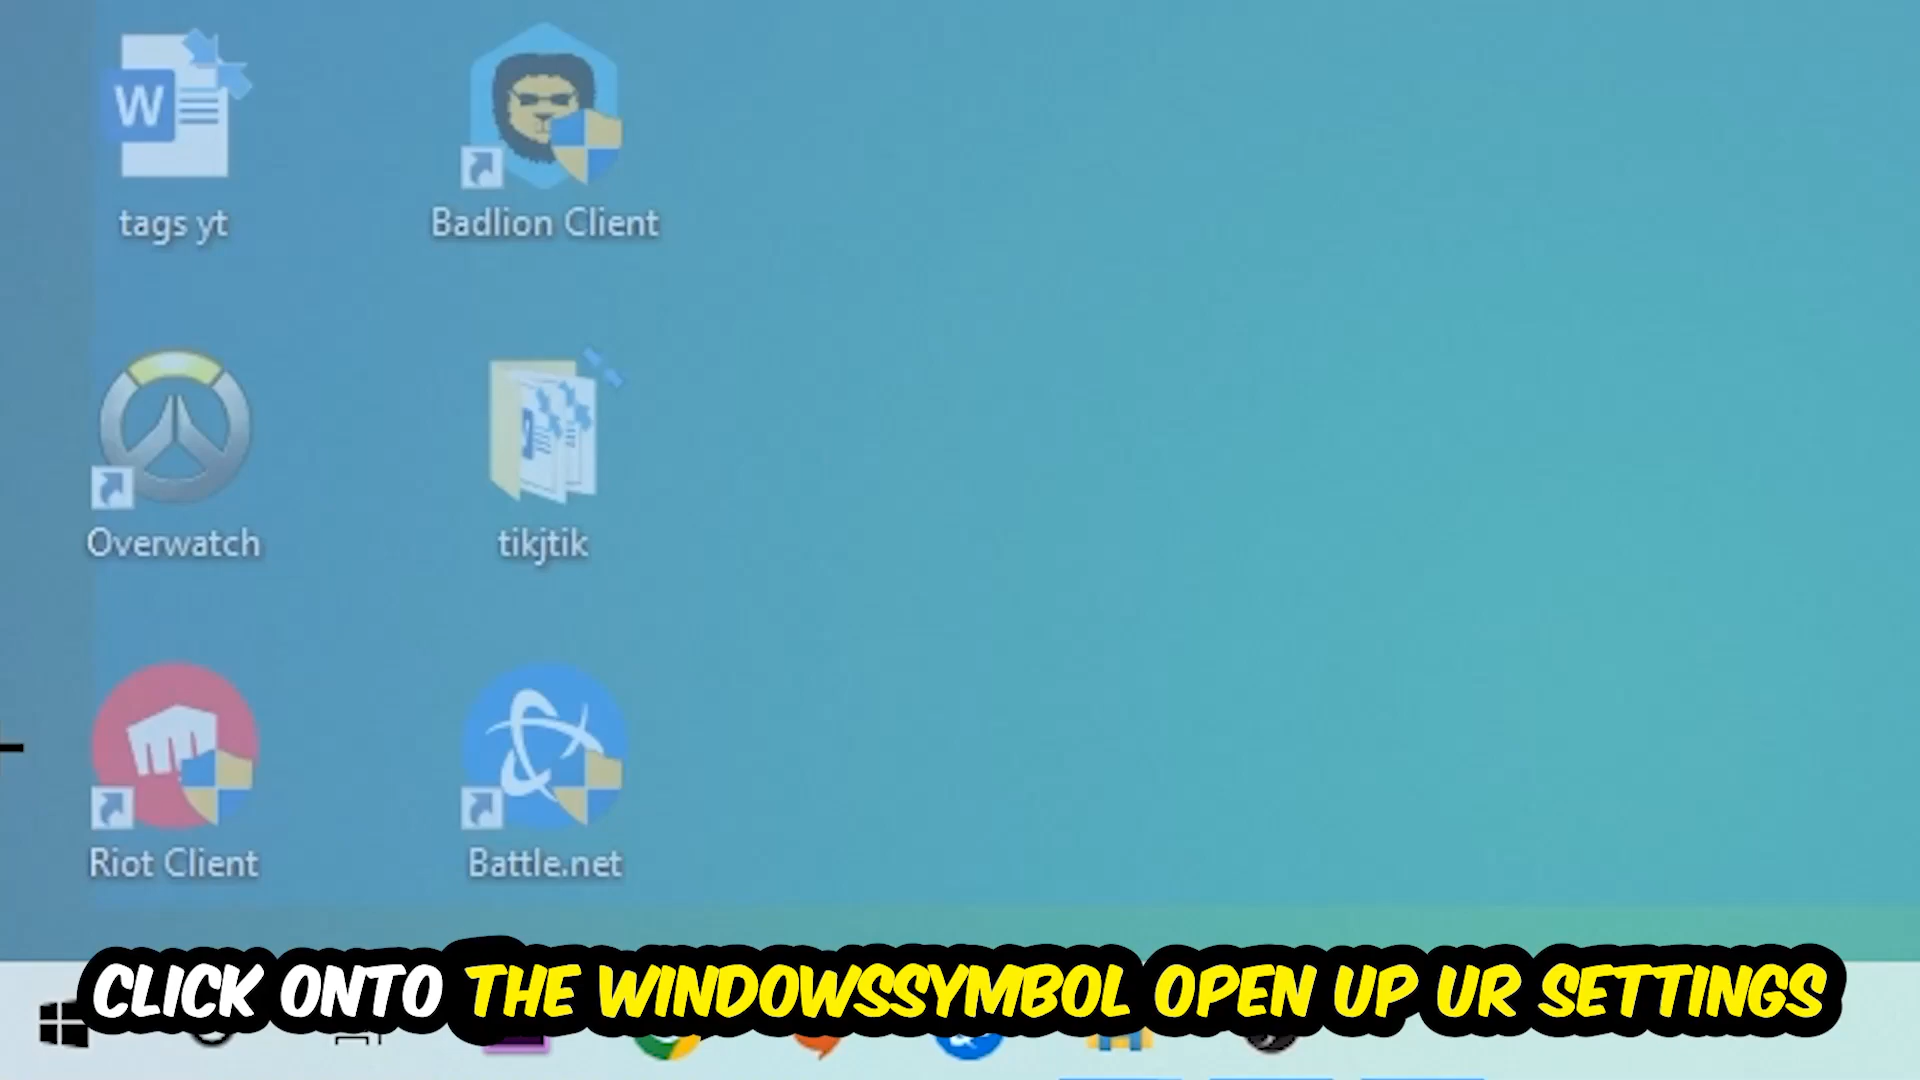 W
tags yt
Badlion Client
Overwatch
tikjtik
Riot Client
Battle.net
CLICK ONTO THE WINDOWSSYMBOL OPEN UP UR SETTINGS